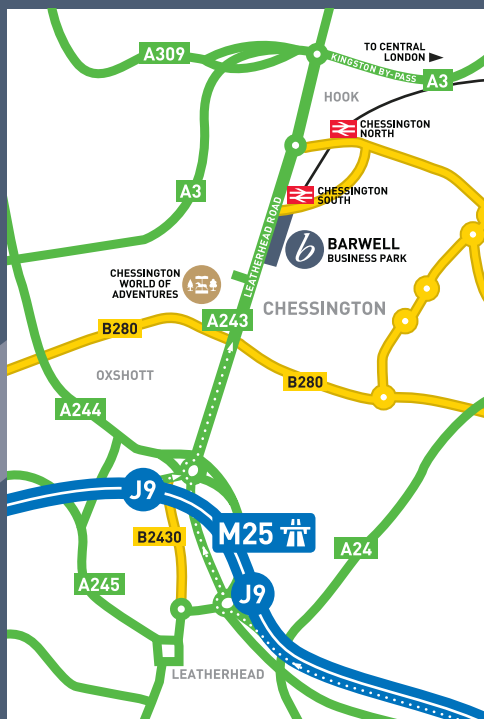 A309
TO CENTRAL
LONDON
KINGSTON BY-PASS
A3
HOOK
CHESSINGTON
NORTH
A3
CHESSINGTON
SOUTH
LEATHERHEAD ROAD
b
BARWELL
BUSINESS PARK
CHESSINGTON
WORLD OF
ADVENTURES
CHESSINGTON
A243
B280
OXSHOTT
B280
A244
J9
B2430
M25
A24
A245
J9
LEATHERHEAD